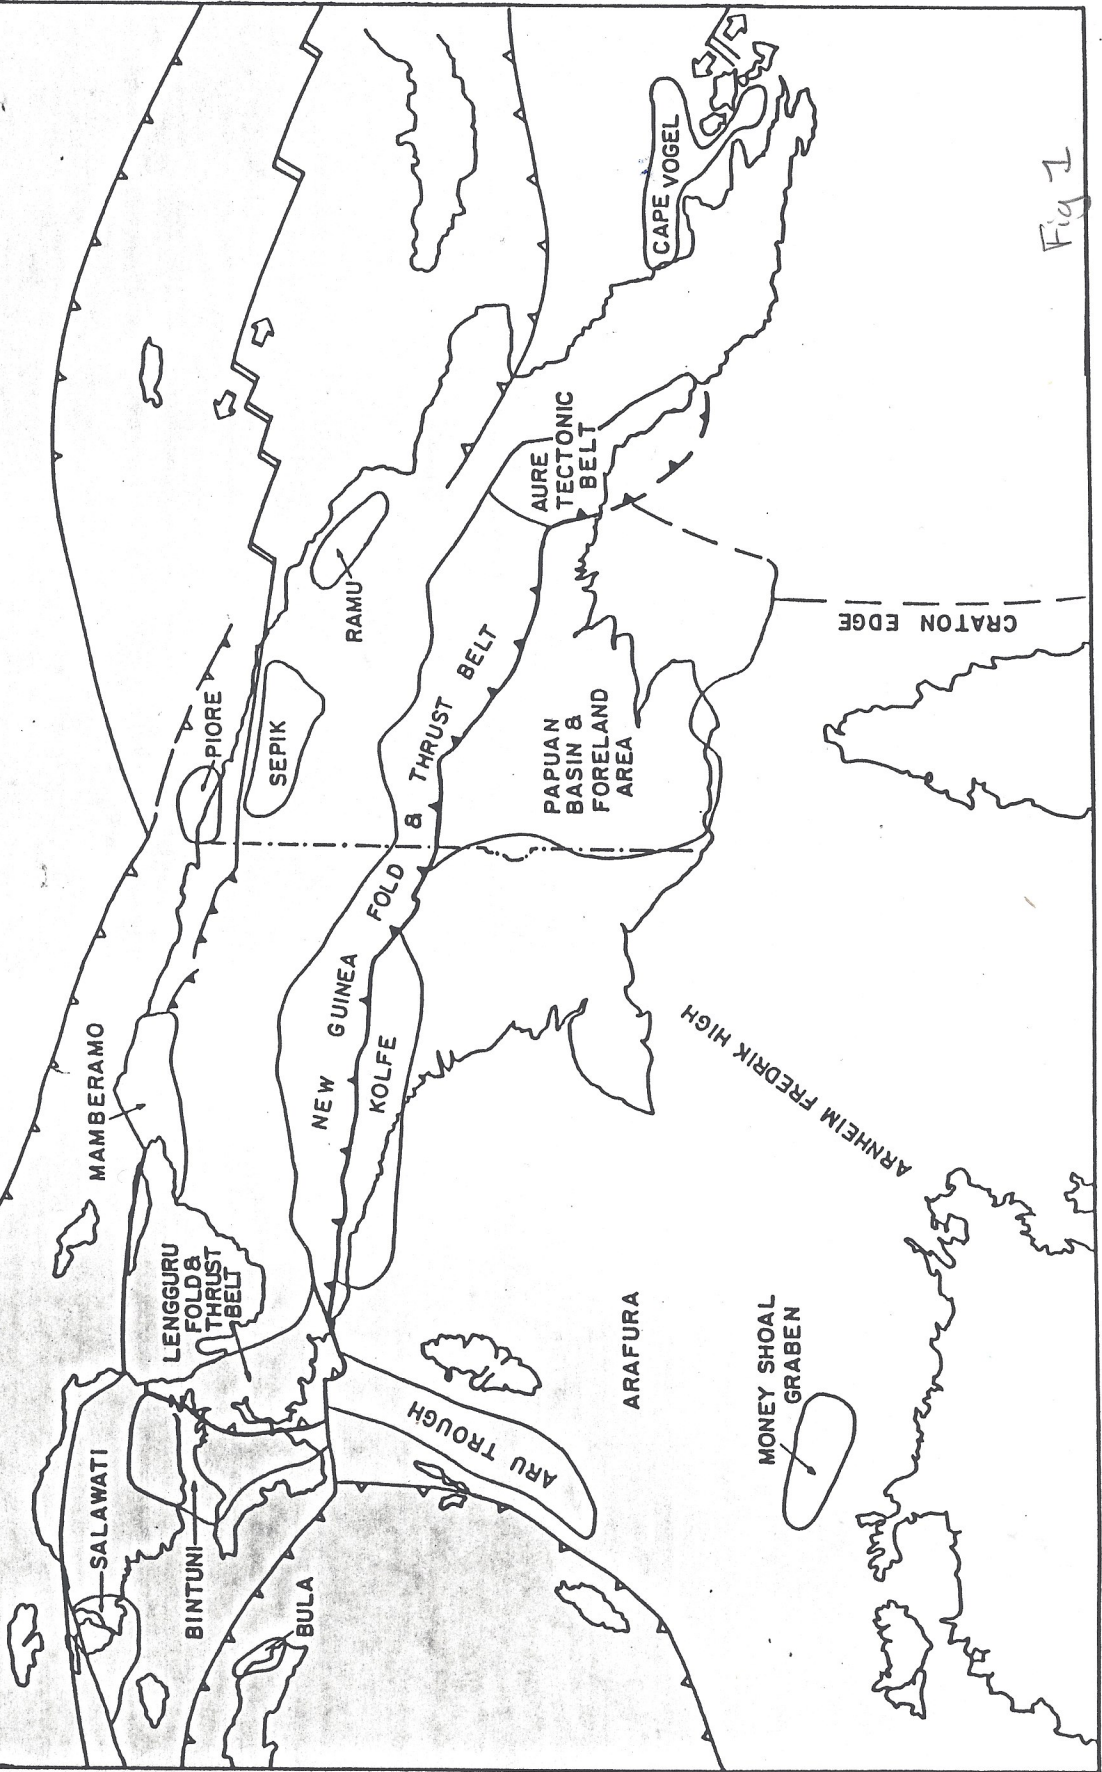 SALAWATI
BINTUNI
BULA
LENGGURU
FOLD &
THRUST
BELT
MAMBERAMO
PIORE
SEPIK
RAMU
CAPE VOGEL
NEW GUINEA FOLD & THRUST BELT
KOLFE
AURE
TECTONIC
BELT
PAPUAN
BASIN &
FORELAND
AREA
ARU TROUGH
ARAFURA
MONEY SHOAL
GRABEN
ARNHEIM FREDRIK HIGH
CRATON EDGE
Fig 1